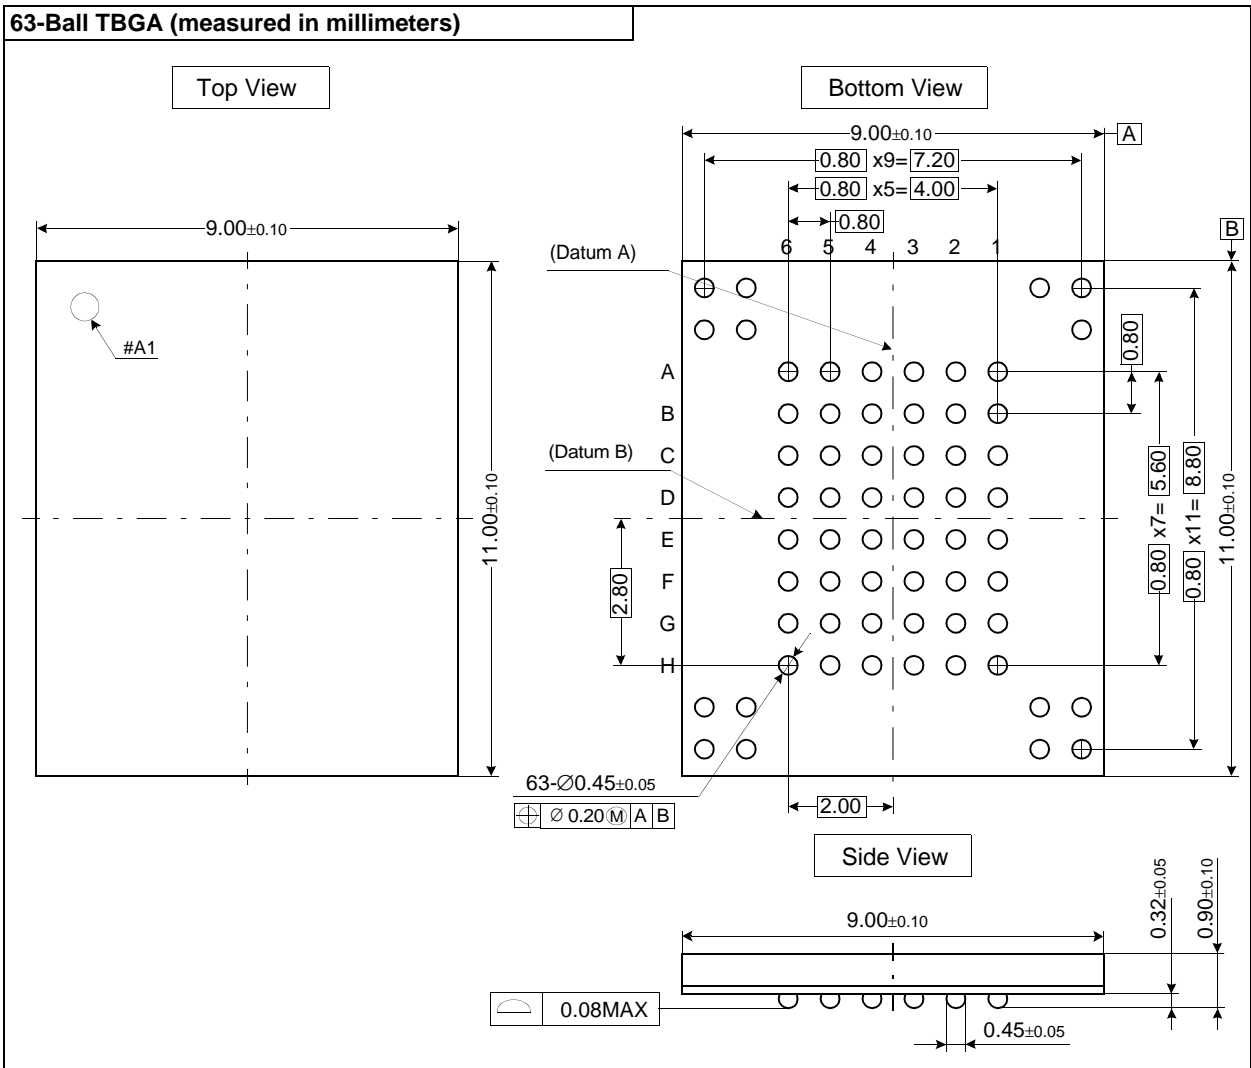 63-Ball TBGA (measured in millimeters)
Top View
Bottom View
9.00±0.10
A
0.80 x9= 7.20
0.80 x5= 4.00
0.80
B
9.00±0.10
(Datum A)
6 5 4 3 2 1
#A1
0.80
A
B
(Datum B)
C
D
E
F
G
H
11.00±0.10
2.80
0.80 x7= 5.60
0.80 x11= 8.80
11.00±0.10
63-Ø0.45±0.05
Ø 0.20 Ⓜ A B
2.00
Side View
9.00±0.10
0.32±0.05
0.90±0.10
0.08MAX
0.45±0.05